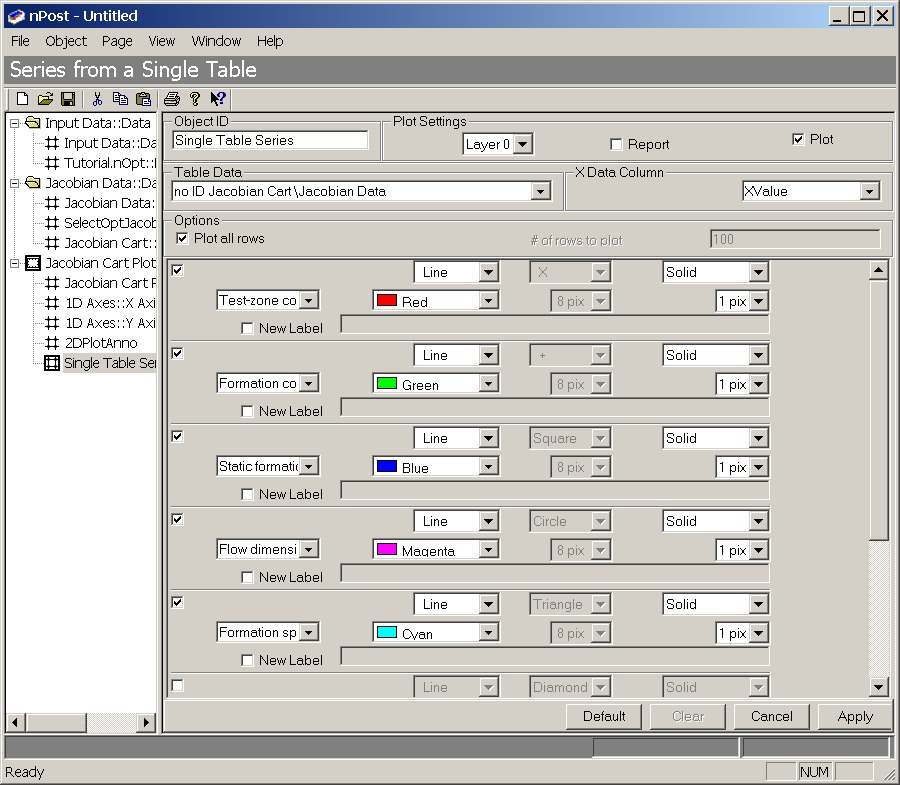 nPost - Untitled
File Object Page View Window Help
Series from a Single Table
Input Data::Data
Input Data::Da
Tutorial.nOpt::
Jacobian Data::Da
Jacobian Data:
SelectOptJacob
Jacobian Cart::
Jacobian Cart Plot
Jacobian Cart F
1D Axes::X Axi
1D Axes::Y Axi
2DPlotAnno
Single Table Se
Object ID
Single Table Series
Plot Settings
Layer 0
Report
Plot
Table Data
no ID Jacobian Cart\Jacobian Data
X Data Column
XValue
Options
Plot all rows
# of rows to plot
100
Line X Solid
Test-zone co Red 8 pix 1 pix
New Label
Line + Solid
Formation co Green 8 pix 1 pix
New Label
Line Square Solid
Static formatic Blue 8 pix 1 pix
New Label
Line Circle Solid
Flow dimensi Magenta 8 pix 1 pix
New Label
Line Triangle Solid
Formation sp Cyan 8 pix 1 pix
New Label
Line Diamond Solid
Default Clear Cancel Apply
Ready
NUM